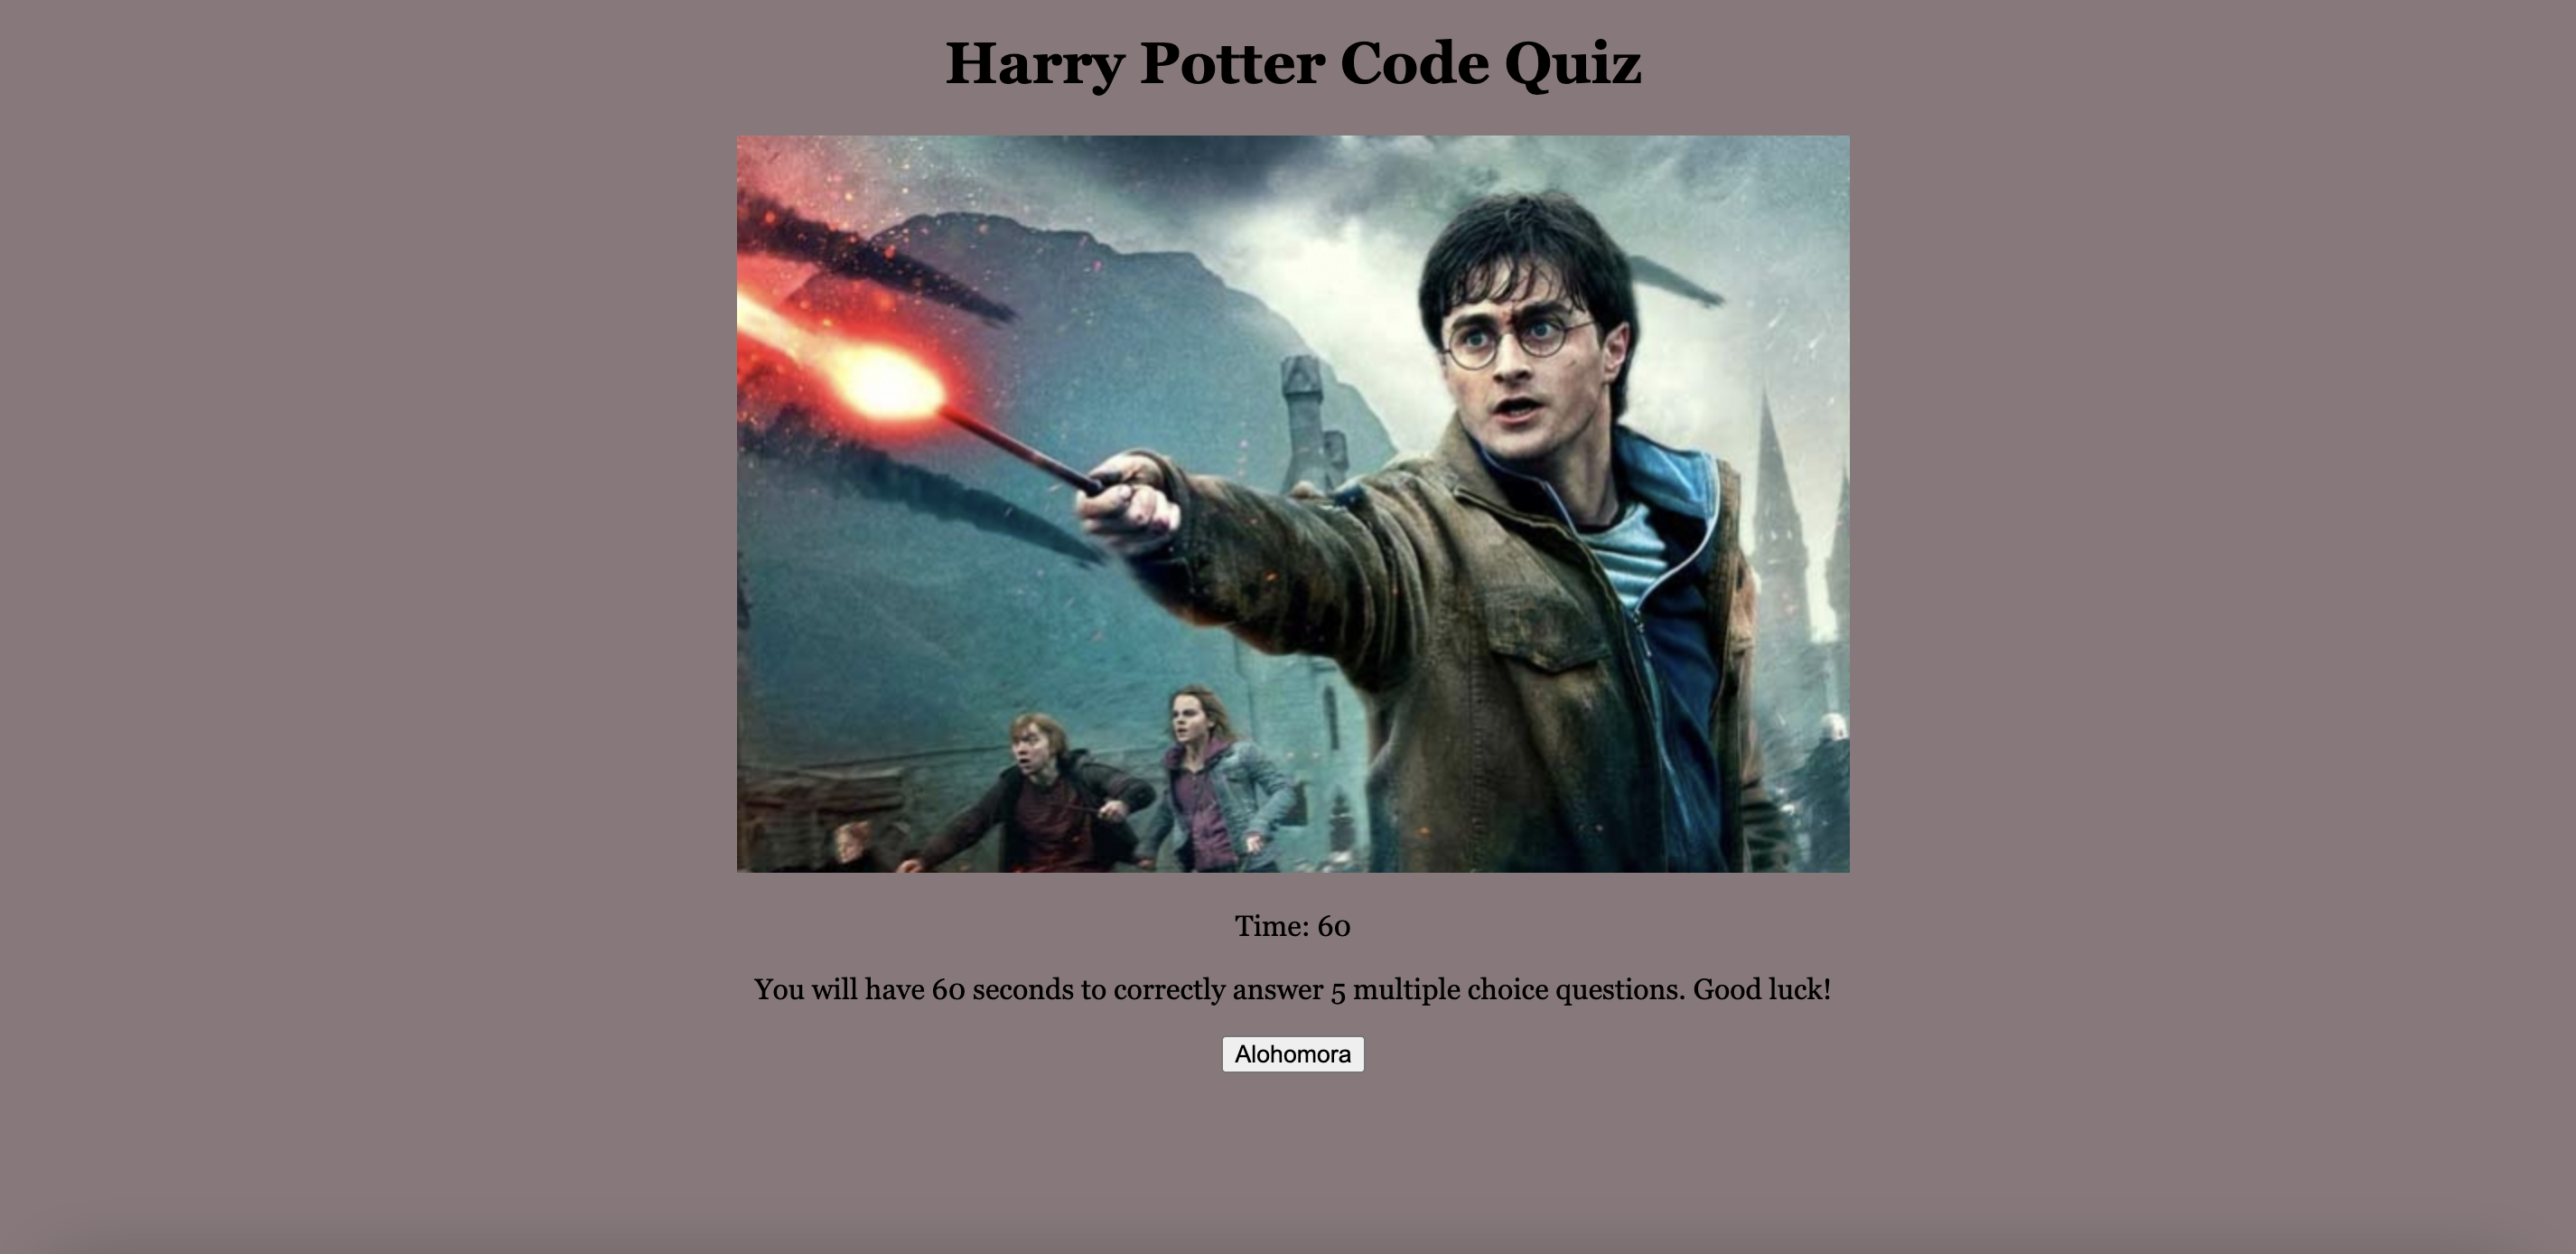 Harry Potter Code Quiz
Time: 60
You will have 60 seconds to correctly answer 5 multiple choice questions. Good luck!
Alohomora